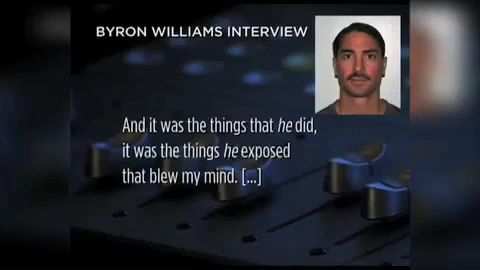 BYRON WILLIAMS INTERVIEW
And it was the things that he did,
it was the things he exposed
that blew my mind. [...]